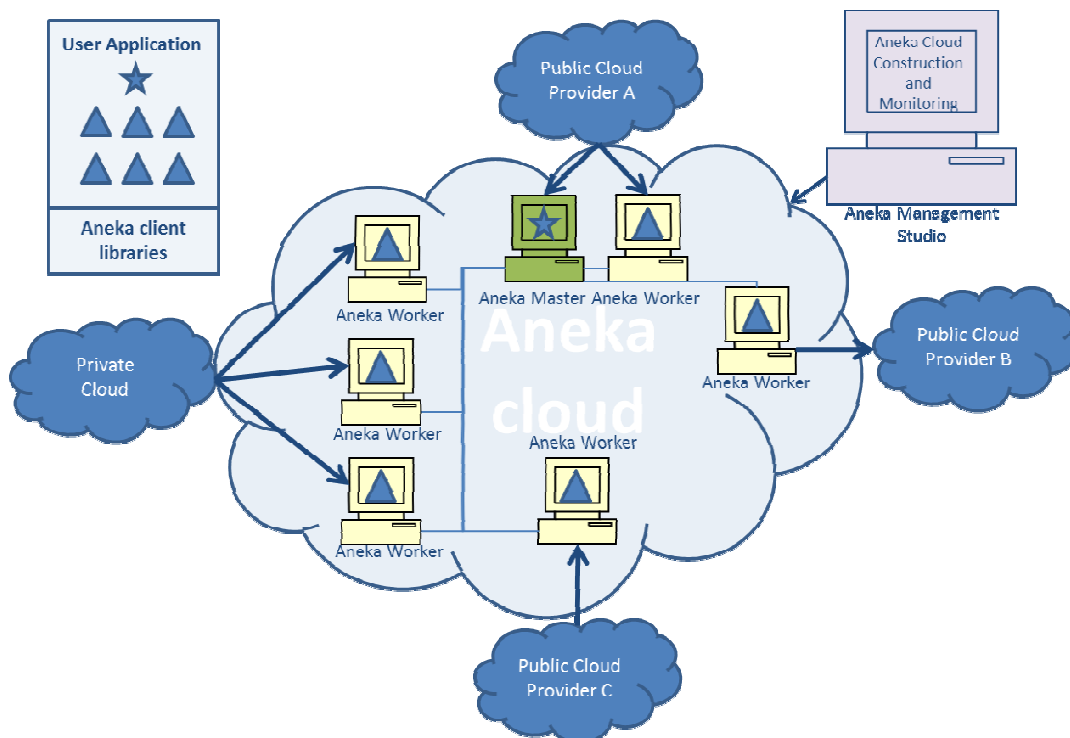 User Application
Aneka client
libraries
Public Cloud
Provider A
Aneka Cloud
Construction
and
Monitoring
Aneka Management
Studio
Aneka Worker
Aneka Master
Aneka Worker
Aneka
cloud
Private
Cloud
Aneka Worker
Aneka Worker
Public Cloud
Provider B
Aneka Worker
Aneka Worker
Public Cloud
Provider C